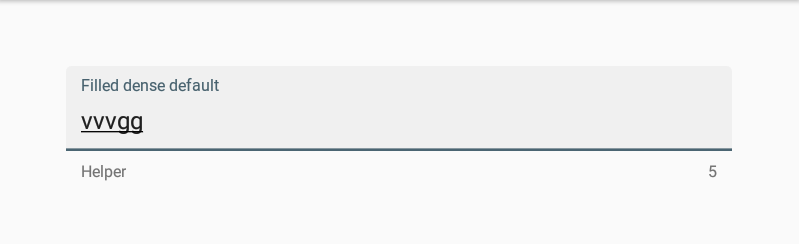 Filled dense default
vvvgg
Helper
5